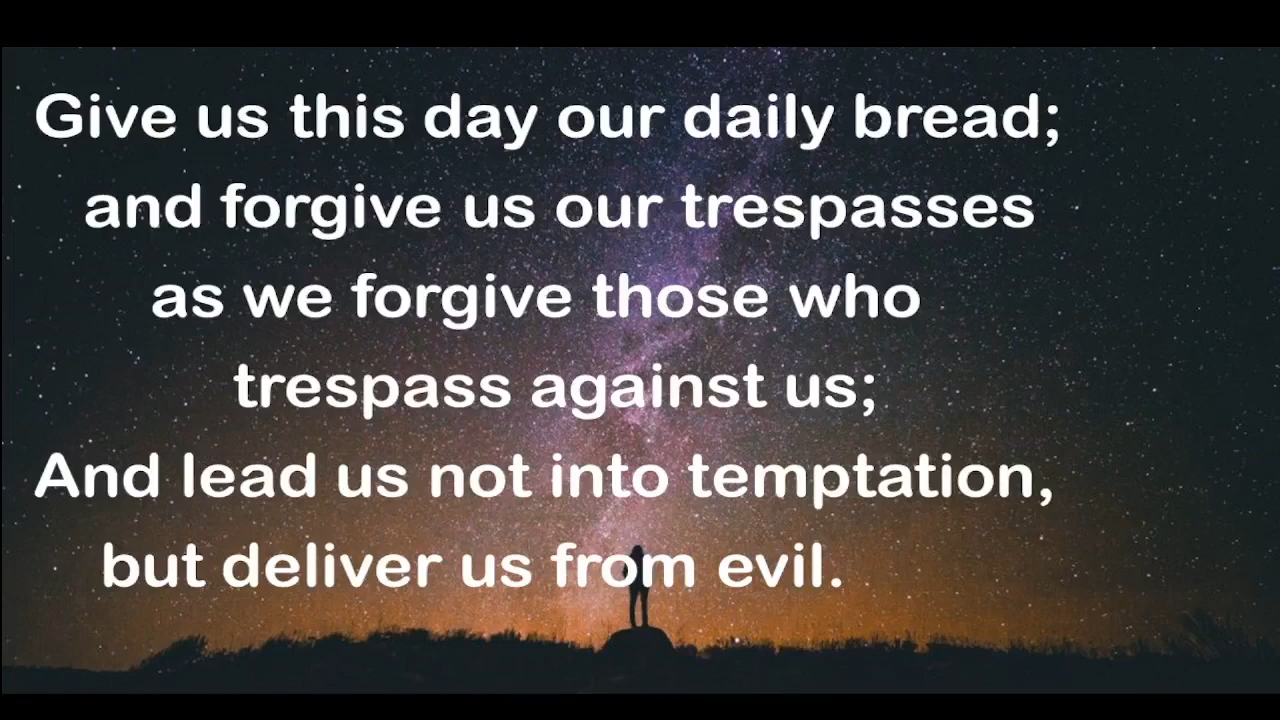 Give us this day our daily bread;
and forgive us our trespasses
as we forgive those who
trespass against us;
And lead us not into temptation,
but deliver us from evil.